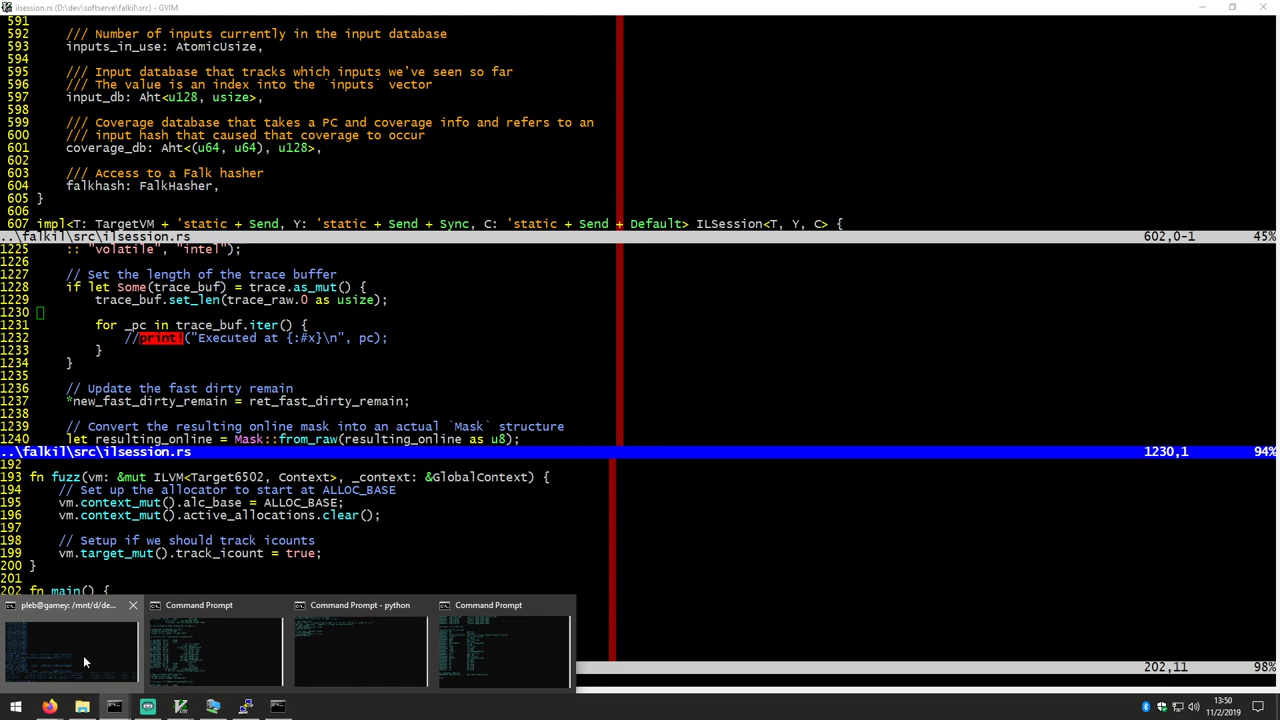 ilsession.rs (D:\dev\softserve\falkil\src) - GVIM
591
592     /// Number of inputs currently in the input database
593     inputs_in_use: AtomicUsize,
594
595     /// Input database that tracks which inputs we've seen so far
596     /// The value is an index into the `inputs` vector
597     input_db: Aht<u128, usize>,
598
599     /// Coverage database that takes a PC and coverage info and refers to an
600     /// input hash that caused that coverage to occur
601     coverage_db: Aht<(u64, u64), u128>,
602
603     /// Access to a Falk hasher
604     falkhash: FalkHasher,
605 }
606
607 impl<T: TargetVM + 'static + Send, Y: 'static + Send + Sync, C: 'static + Send + Default> ILSession<T, Y, C> {
..\falkil\src\ilsession.rs 602,0-1 45%
1225     :: "volatile", "intel");
1226
1227     // Set the length of the trace buffer
1228     if let Some(trace_buf) = trace.as_mut() {
1229         trace_buf.set_len(trace_raw.0 as usize);
1230
1231         for _pc in trace_buf.iter() {
1232             //print!("Executed at {:#x}\n", pc);
1233         }
1234     }
1235
1236     // Update the fast dirty remain
1237     *new_fast_dirty_remain = ret_fast_dirty_remain;
1238
1239     // Convert the resulting online mask into an actual `Mask` structure
1240     let resulting_online = Mask::from_raw(resulting_online as u8);
..\falkil\src\ilsession.rs 1230,1 94%
192
193 fn fuzz(vm: &mut ILVM<Target6502, Context>, _context: &GlobalContext) {
194     // Set up the allocator to start at ALLOC_BASE
195     vm.context_mut().alc_base = ALLOC_BASE;
196     vm.context_mut().active_allocations.clear();
197
198     // Setup if we should track icounts
199     vm.target_mut().track_icount = true;
200 }
201
202 fn main() {
pleb@gamey: /mnt/d/de... Command Prompt Command Prompt - python Command Prompt
202,11 98%
13:50
11/2/2019